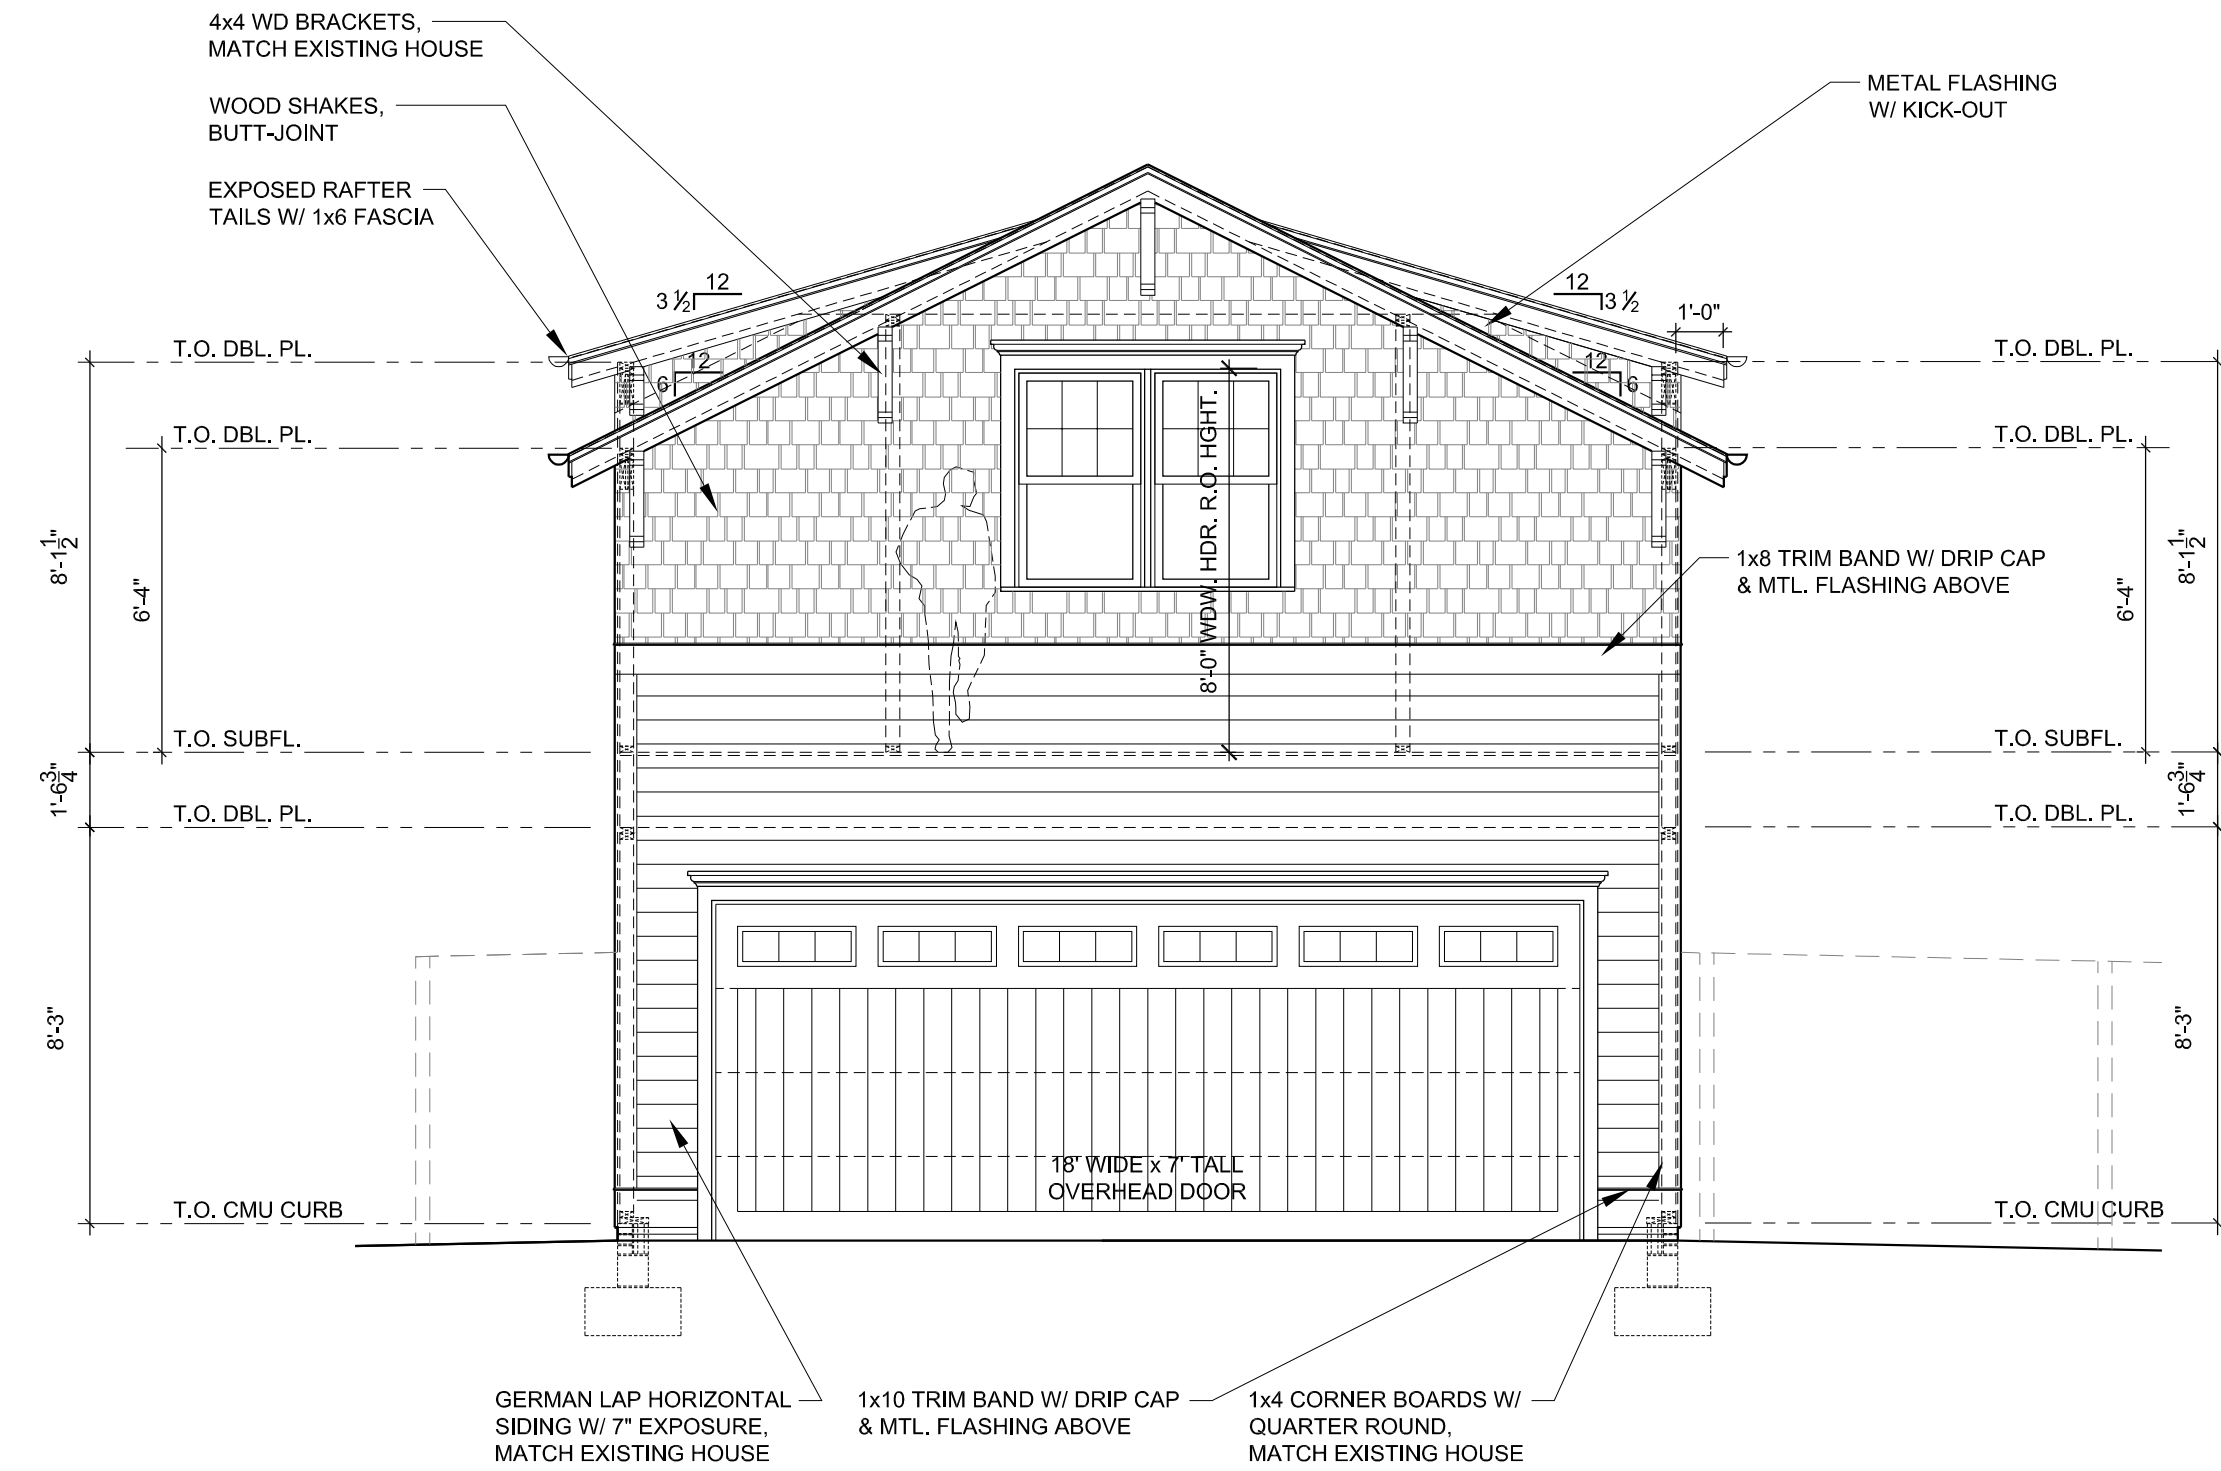 4x4 WD BRACKETS,
MATCH EXISTING HOUSE
WOOD SHAKES,
BUTT-JOINT
EXPOSED RAFTER
TAILS W/ 1x6 FASCIA
METAL FLASHING
W/ KICK-OUT
12
3 ½
12
3 ½
1'-0"
T.O. DBL. PL.
T.O. DBL. PL.
12
6
12
6
T.O. DBL. PL.
T.O. DBL. PL.
8'-0" WDW. HDR. R.O. HGHT.
8'-1½"
6'-4"
1x8 TRIM BAND W/ DRIP CAP
& MTL. FLASHING ABOVE
6'-4"
8'-1½"
T.O. SUBFL.
T.O. SUBFL.
1'-6¾"
1'-6¾"
T.O. DBL. PL.
T.O. DBL. PL.
8'-3"
8'-3"
18' WIDE x 7' TALL
OVERHEAD DOOR
T.O. CMU CURB
T.O. CMU CURB
GERMAN LAP HORIZONTAL
SIDING W/ 7" EXPOSURE,
MATCH EXISTING HOUSE
1x10 TRIM BAND W/ DRIP CAP
& MTL. FLASHING ABOVE
1x4 CORNER BOARDS W/
QUARTER ROUND,
MATCH EXISTING HOUSE